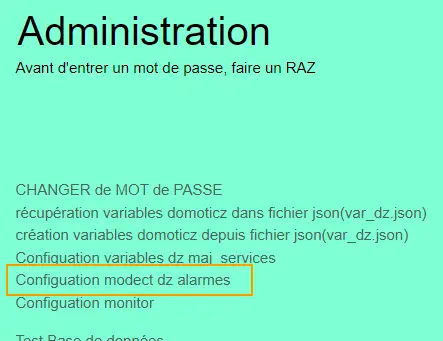 Administration
Avant d'entrer un mot de passe, faire un RAZ
CHANGER de MOT de PASSE
récupération variables domoticz dans fichier json(var_dz.json)
création variables domoticz depuis fichier json(var_dz.json)
Configuation variables dz maj_services
Configuation modect dz alarmes
Configuation monitor
Test Base de données